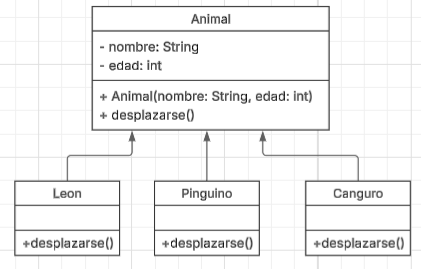 Animal
- nombre: String
- edad: int
+ Animal(nombre: String, edad: int)
+ desplazarse()
Leon
Pinguino
Canguro
+desplazarse()
+desplazarse()
+desplazarse()